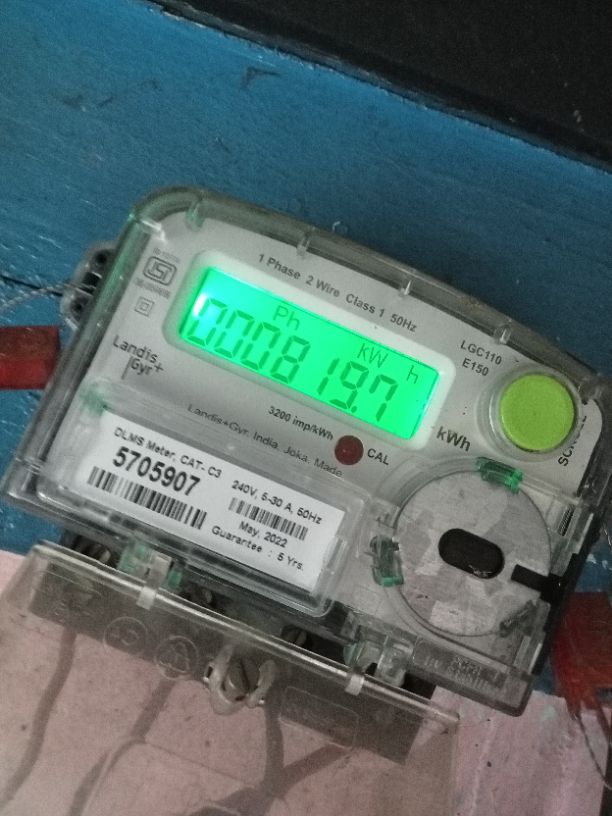 1 Phase 2 Wire Class 1 50Hz
Ph kW h
0000819.7
LGC110
E150
kWh
Landis
Gyr+
3200 imp/kWh
CAL
Landis+Gyr, India, Joka, Made
DLMS Meter, CAT- C3
5705907
240V, 5-30 A, 50Hz
May, 2022
Guarantee : 5 Yrs.